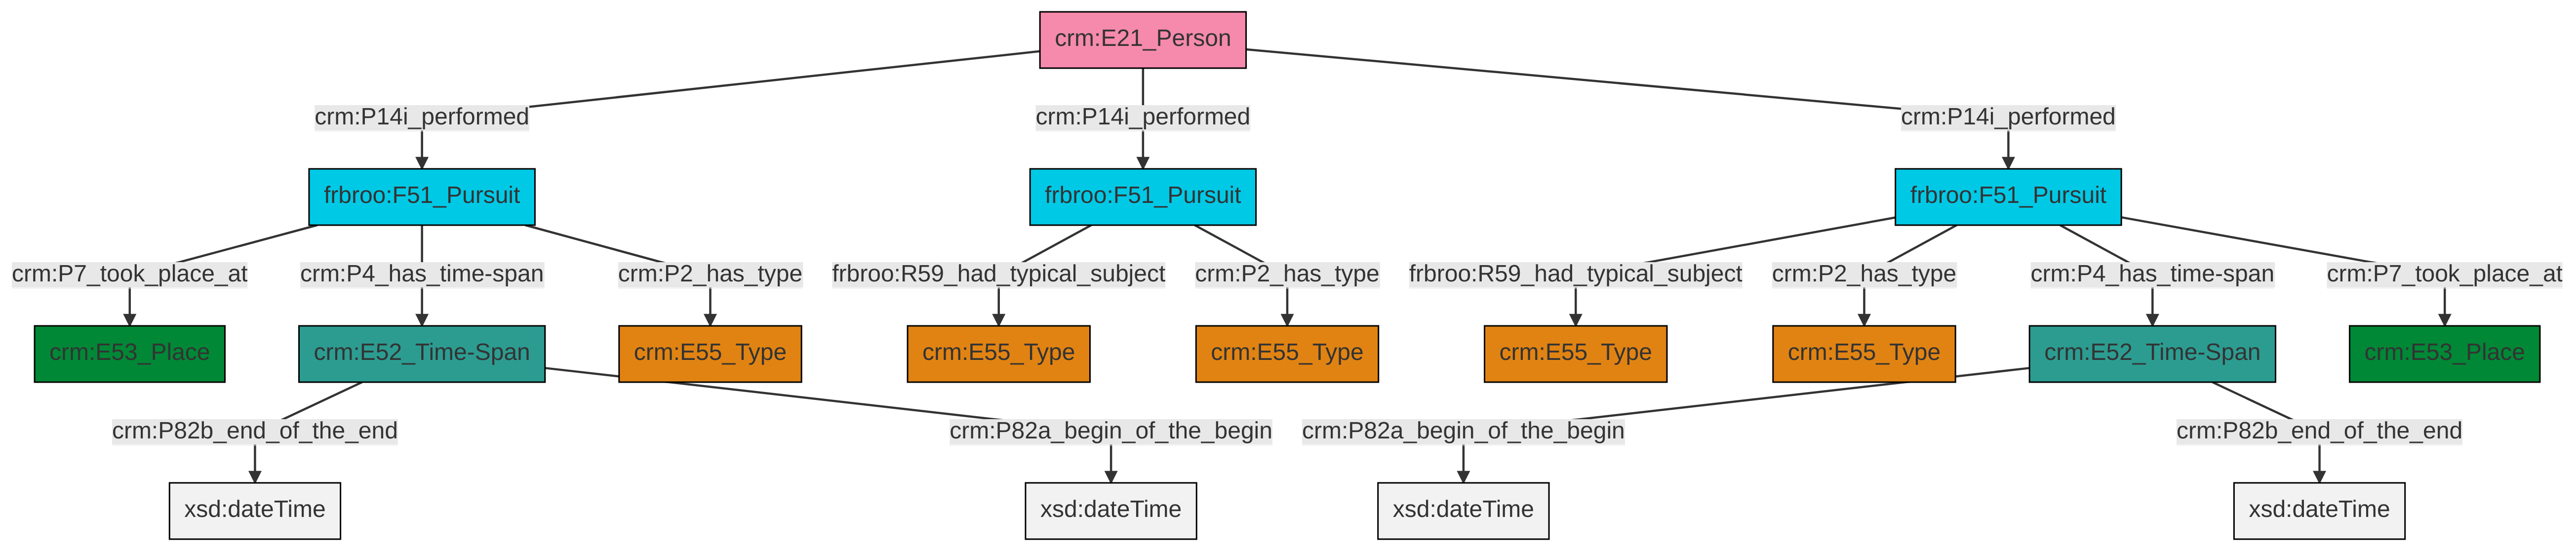 crm:E21_Person
crm:P14i_performed
crm:P14i_performed
crm:P14i_performed
frbroo:F51_Pursuit
frbroo:F51_Pursuit
frbroo:F51_Pursuit
crm:P7_took_place_at
crm:P4_has_time-span
crm:P2_has_type
frbroo:R59_had_typical_subject
crm:P2_has_type
frbroo:R59_had_typical_subject
crm:P2_has_type
crm:P4_has_time-span
crm:P7_took_place_at
crm:E53_Place
crm:E52_Time-Span
crm:E55_Type
crm:E55_Type
crm:E55_Type
crm:E55_Type
crm:E55_Type
crm:E52_Time-Span
crm:E53_Place
crm:P82b_end_of_the_end
crm:P82a_begin_of_the_begin
crm:P82a_begin_of_the_begin
crm:P82b_end_of_the_end
xsd:dateTime
xsd:dateTime
xsd:dateTime
xsd:dateTime